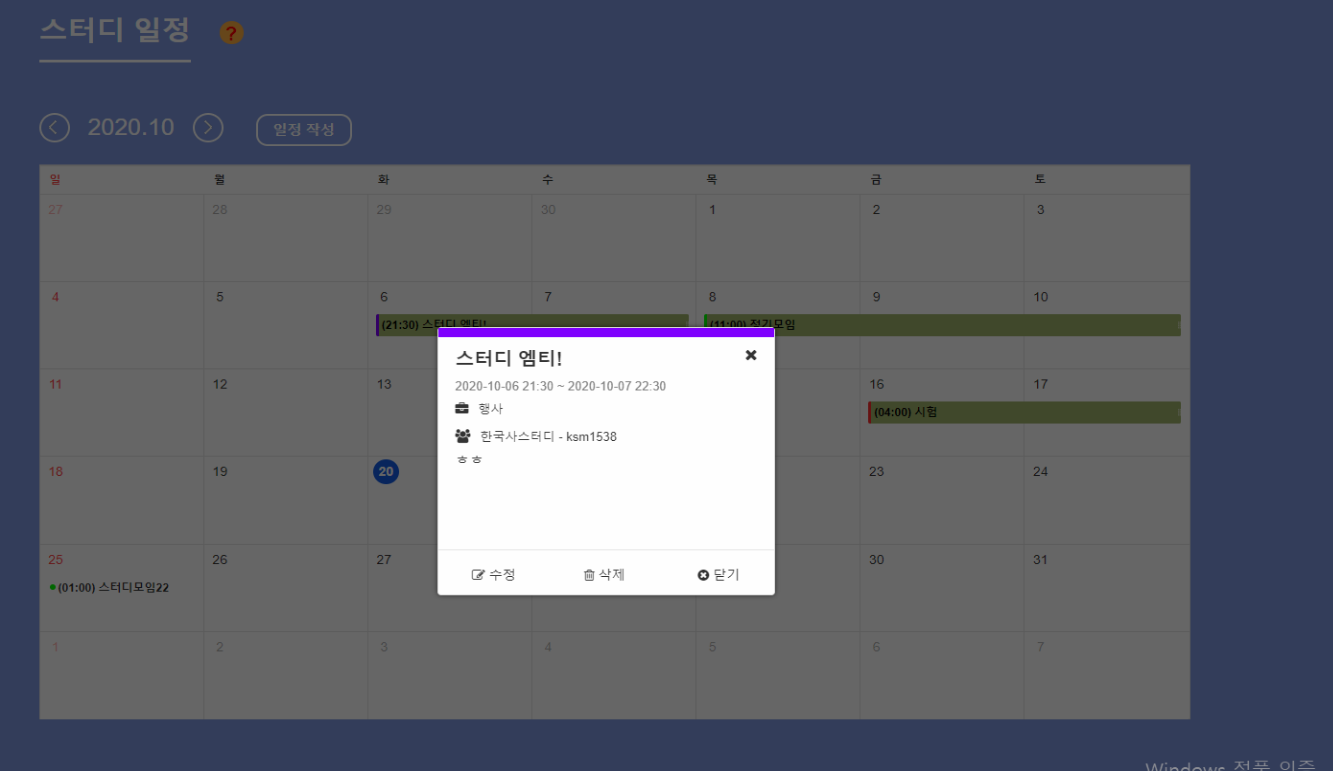 스터디 일정 ?
2020.10 일정 작성
일 월 화 수 목 금 토
27 28 29 30 1 2 3
4 5 6 7 8 9 10
(21:30) 스터디 엠티! (11:00) 정기모임
스터디 엠티!
2020-10-06 21:30 ~ 2020-10-07 22:30
행사
한국사스터디 - ksm1538
ㅎㅎ
수정 삭제 닫기
11 12 13 16 17
(04:00) 시험
18 19 20 23 24
25 26 27 30 31
(01:00) 스터디모임22
1 2 3 4 5 6 7
Windows 정품 인증